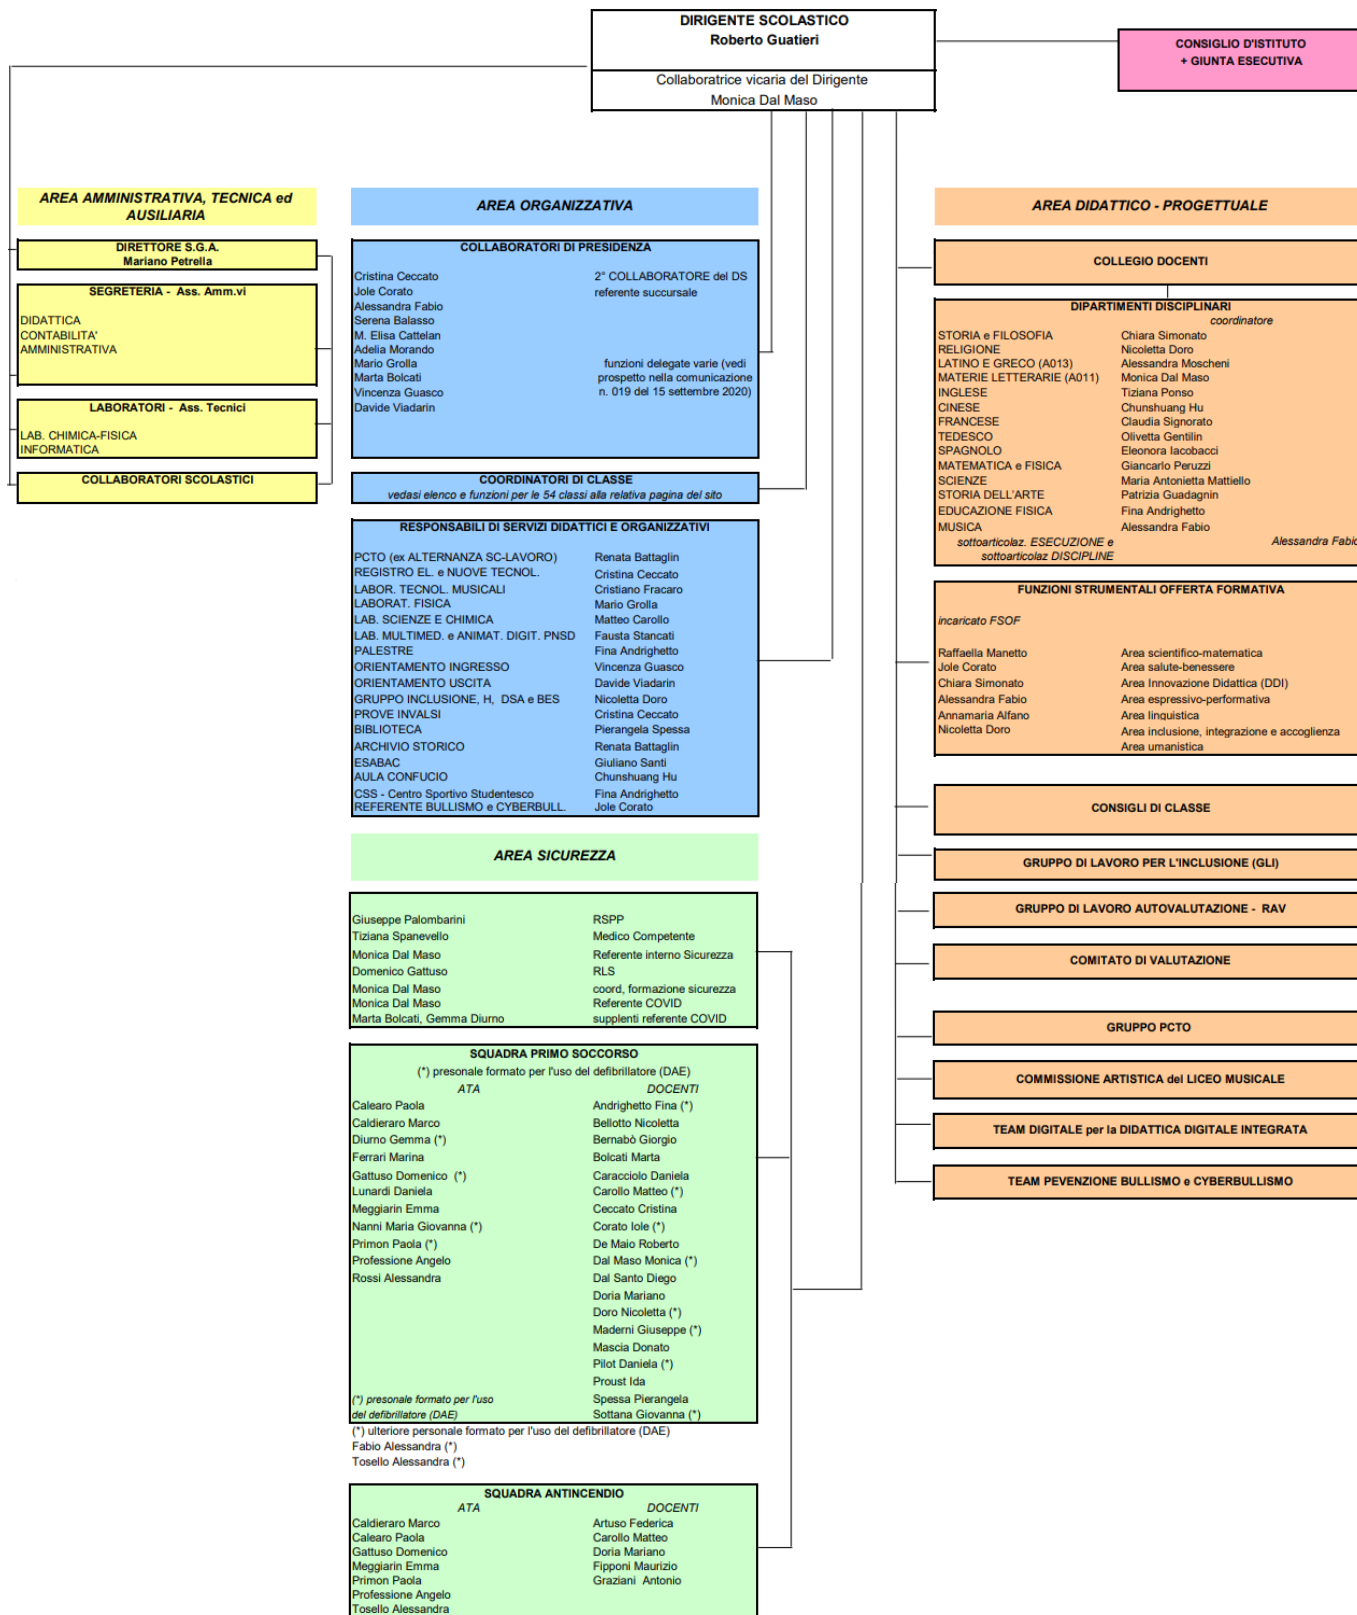 DIRIGENTE SCOLASTICO
Roberto Guatieri
Collaboratrice vicaria del Dirigente
Monica Dal Maso
CONSIGLIO D'ISTITUTO
+ GIUNTA ESECUTIVA
AREA AMMINISTRATIVA, TECNICA ed
AUSILIARIA
DIRETTORE S.G.A.
Mariano Petrella
SEGRETERIA - Ass. Amm.vi
DIDATTICA
CONTABILITA'
AMMINISTRATIVA
LABORATORI - Ass. Tecnici
LAB. CHIMICA-FISICA
INFORMATICA
COLLABORATORI SCOLASTICI
AREA ORGANIZZATIVA
COLLABORATORI DI PRESIDENZA
Cristina Ceccato 2° COLLABORATORE del DS
Jole Corato referente succursale
Alessandra Fabio
Serena Balasso
M. Elisa Cattelan
Adelia Morando
Mario Grolla funzioni delegate varie (vedi
Marta Bolcati prospetto nella comunicazione
Vincenza Guasco n. 019 del 15 settembre 2020)
Davide Viadarin
COORDINATORI DI CLASSE
vedasi elenco e funzioni per le 54 classi alla relativa pagina del sito
RESPONSABILI DI SERVIZI DIDATTICI E ORGANIZZATIVI
PCTO (ex ALTERNANZA SC-LAVORO) Renata Battaglin
REGISTRO EL. e NUOVE TECNOL. Cristina Ceccato
LABOR. TECNOL. MUSICALI Cristiano Fracaro
LABORAT. FISICA Mario Grolla
LAB. SCIENZE E CHIMICA Matteo Carollo
LAB. MULTIMED. e ANIMAT. DIGIT. PNSD Fausta Stancati
PALESTRE Fina Andrighetto
ORIENTAMENTO INGRESSO Vincenza Guasco
ORIENTAMENTO USCITA Davide Viadarin
GRUPPO INCLUSIONE, H, DSA e BES Nicoletta Doro
PROVE INVALSI Cristina Ceccato
BIBLIOTECA Pierangela Spessa
ARCHIVIO STORICO Renata Battaglin
ESABAC Giuliano Santi
AULA CONFUCIO Chunshuang Hu
CSS - Centro Sportivo Studentesco Fina Andrighetto
REFERENTE BULLISMO e CYBERBULL. Jole Corato
AREA SICUREZZA
Giuseppe Palombarini RSPP
Tiziana Spanevello Medico Competente
Monica Dal Maso Referente interno Sicurezza
Domenico Gattuso RLS
Monica Dal Maso coord, formazione sicurezza
Monica Dal Maso Referente COVID
Marta Bolcati, Gemma Diurno supplenti referente COVID
SQUADRA PRIMO SOCCORSO
(*) presonale formato per l'uso del defibrillatore (DAE)
ATA DOCENTI
Calearo Paola Andrighetto Fina (*)
Caldieraro Marco Bellotto Nicoletta
Diurno Gemma (*) Bernabò Giorgio
Ferrari Marina Bolcati Marta
Gattuso Domenico (*) Caracciolo Daniela
Lunardi Daniela Carollo Matteo (*)
Meggiarin Emma Ceccato Cristina
Nanni Maria Giovanna (*) Corato Iole (*)
Primon Paola (*) De Maio Roberto
Professione Angelo Dal Maso Monica (*)
Rossi Alessandra Dal Santo Diego
Doria Mariano
Doro Nicoletta (*)
Maderni Giuseppe (*)
Mascia Donato
Pilot Daniela (*)
Proust Ida
(*) presonale formato per l'uso Spessa Pierangela
del defibrillatore (DAE) Sottana Giovanna (*)
(*) ulteriore personale formato per l'uso del defibrillatore (DAE)
Fabio Alessandra (*)
Tosello Alessandra (*)
SQUADRA ANTINCENDIO
ATA DOCENTI
Caldieraro Marco Artuso Federica
Calearo Paola Carollo Matteo
Gattuso Domenico Doria Mariano
Meggiarin Emma Fipponi Maurizio
Primon Paola Graziani Antonio
Professione Angelo
Tosello Alessandra
AREA DIDATTICO - PROGETTUALE
COLLEGIO DOCENTI
DIPARTIMENTI DISCIPLINARI
coordinatore
STORIA e FILOSOFIA Chiara Simonato
RELIGIONE Nicoletta Doro
LATINO E GRECO (A013) Alessandra Moscheni
MATERIE LETTERARIE (A011) Monica Dal Maso
INGLESE Tiziana Ponso
CINESE Chunshuang Hu
FRANCESE Claudia Signorato
TEDESCO Olivetta Gentilin
SPAGNOLO Eleonora Iacobacci
MATEMATICA e FISICA Giancarlo Peruzzi
SCIENZE Maria Antonietta Mattiello
STORIA DELL'ARTE Patrizia Guadagnin
EDUCAZIONE FISICA Fina Andrighetto
MUSICA Alessandra Fabio
sottoarticolaz. ESECUZIONE e Alessandra Fabio
sottoarticolaz DISCIPLINE
FUNZIONI STRUMENTALI OFFERTA FORMATIVA
incaricato FSOF
Raffaella Manetto Area scientifico-matematica
Jole Corato Area salute-benessere
Chiara Simonato Area Innovazione Didattica (DDI)
Alessandra Fabio Area espressivo-performativa
Annamaria Alfano Area linguistica
Nicoletta Doro Area inclusione, integrazione e accoglienza
Area umanistica
CONSIGLI DI CLASSE
GRUPPO DI LAVORO PER L'INCLUSIONE (GLI)
GRUPPO DI LAVORO AUTOVALUTAZIONE - RAV
COMITATO DI VALUTAZIONE
GRUPPO PCTO
COMMISSIONE ARTISTICA del LICEO MUSICALE
TEAM DIGITALE per la DIDATTICA DIGITALE INTEGRATA
TEAM PEVENZIONE BULLISMO e CYBERBULLISMO